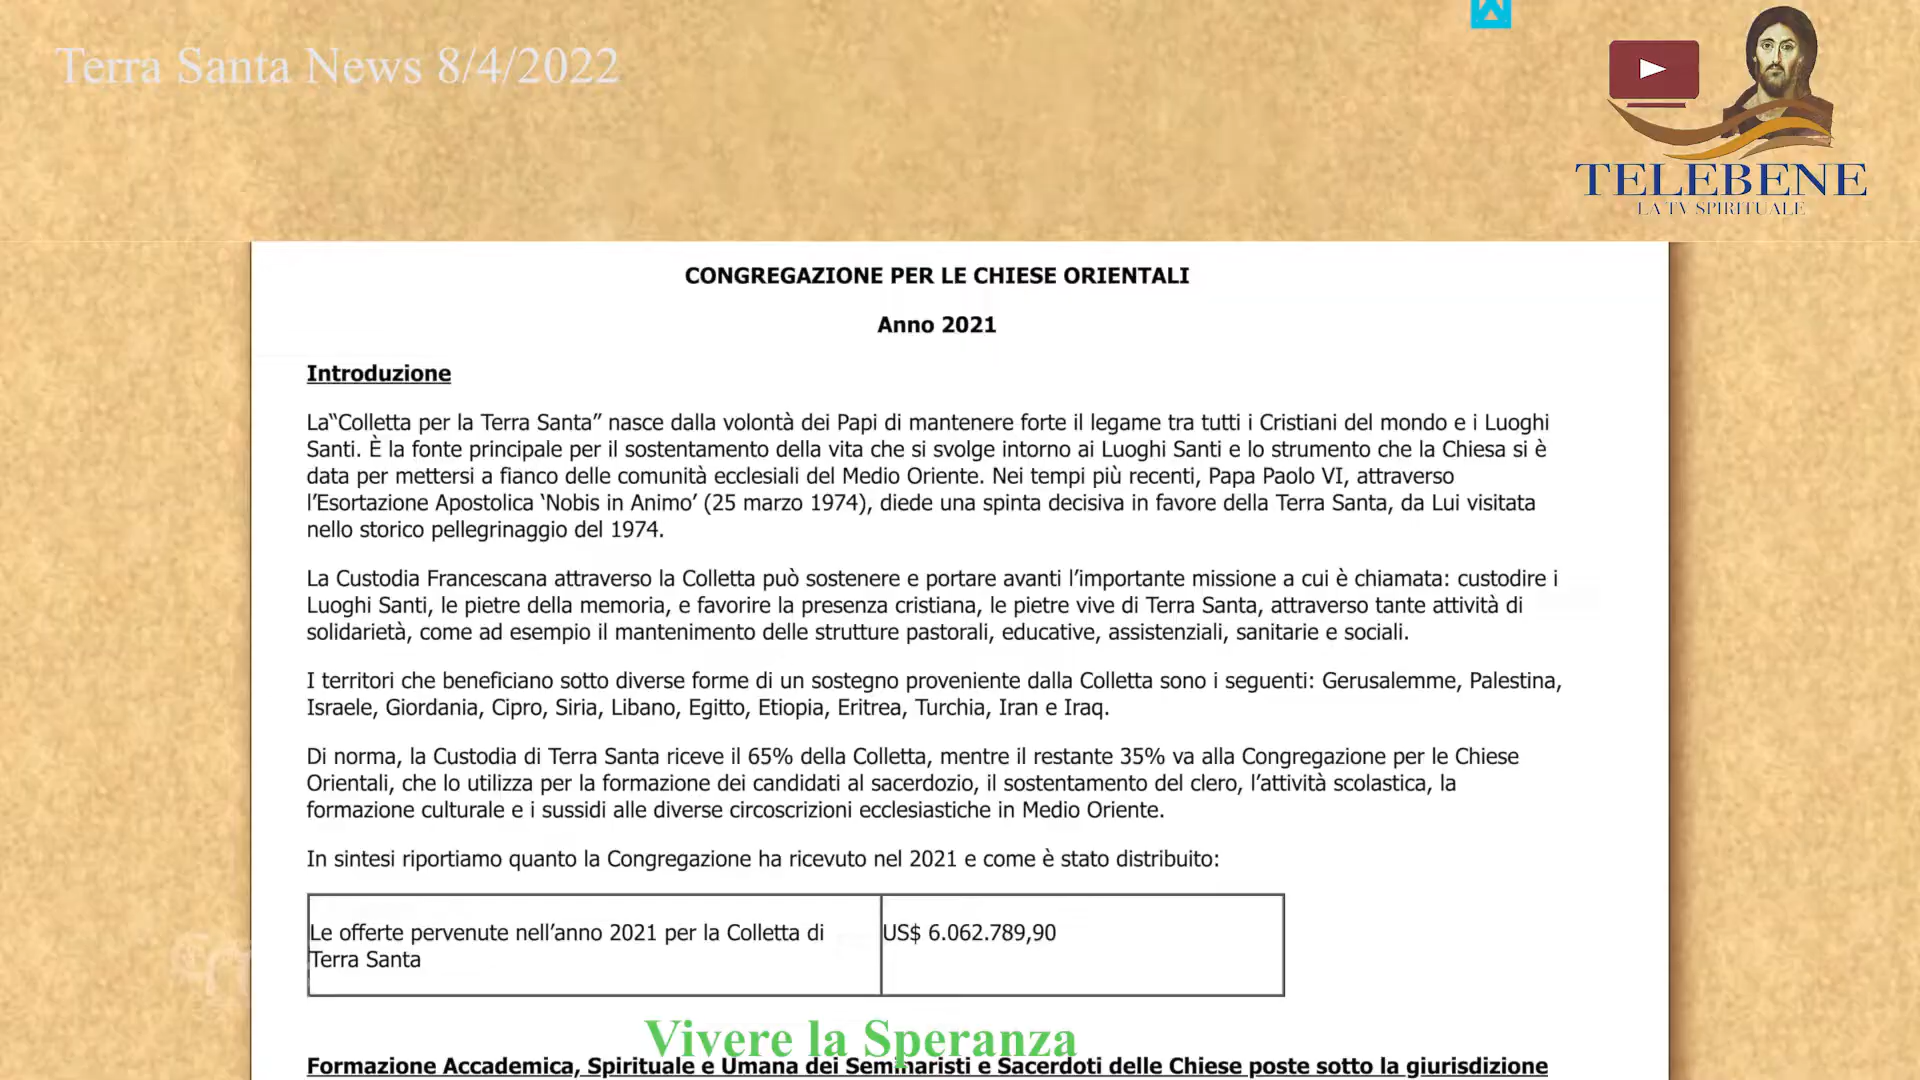 Terra Santa News 8/4/2022
TELEBENE
LA TV SPIRITUALE
CONGREGAZIONE PER LE CHIESE ORIENTALI
Anno 2021
Introduzione
La“Colletta per la Terra Santa” nasce dalla volontà dei Papi di mantenere forte il legame tra tutti i Cristiani del mondo e i Luoghi
Santi. È la fonte principale per il sostentamento della vita che si svolge intorno ai Luoghi Santi e lo strumento che la Chiesa si è
data per mettersi a fianco delle comunità ecclesiali del Medio Oriente. Nei tempi più recenti, Papa Paolo VI, attraverso
l’Esortazione Apostolica ‘Nobis in Animo’ (25 marzo 1974), diede una spinta decisiva in favore della Terra Santa, da Lui visitata
nello storico pellegrinaggio del 1974.
La Custodia Francescana attraverso la Colletta può sostenere e portare avanti l’importante missione a cui è chiamata: custodire i
Luoghi Santi, le pietre della memoria, e favorire la presenza cristiana, le pietre vive di Terra Santa, attraverso tante attività di
solidarietà, come ad esempio il mantenimento delle strutture pastorali, educative, assistenziali, sanitarie e sociali.
I territori che beneficiano sotto diverse forme di un sostegno proveniente dalla Colletta sono i seguenti: Gerusalemme, Palestina,
Israele, Giordania, Cipro, Siria, Libano, Egitto, Etiopia, Eritrea, Turchia, Iran e Iraq.
Di norma, la Custodia di Terra Santa riceve il 65% della Colletta, mentre il restante 35% va alla Congregazione per le Chiese
Orientali, che lo utilizza per la formazione dei candidati al sacerdozio, il sostentamento del clero, l’attività scolastica, la
formazione culturale e i sussidi alle diverse circoscrizioni ecclesiastiche in Medio Oriente.
In sintesi riportiamo quanto la Congregazione ha ricevuto nel 2021 e come è stato distribuito:
Le offerte pervenute nell’anno 2021 per la Colletta di
Terra Santa
US$ 6.062.789,90
Vivere la Speranza
Formazione Accademica, Spirituale e Umana dei Seminaristi e Sacerdoti delle Chiese poste sotto la giurisdizione